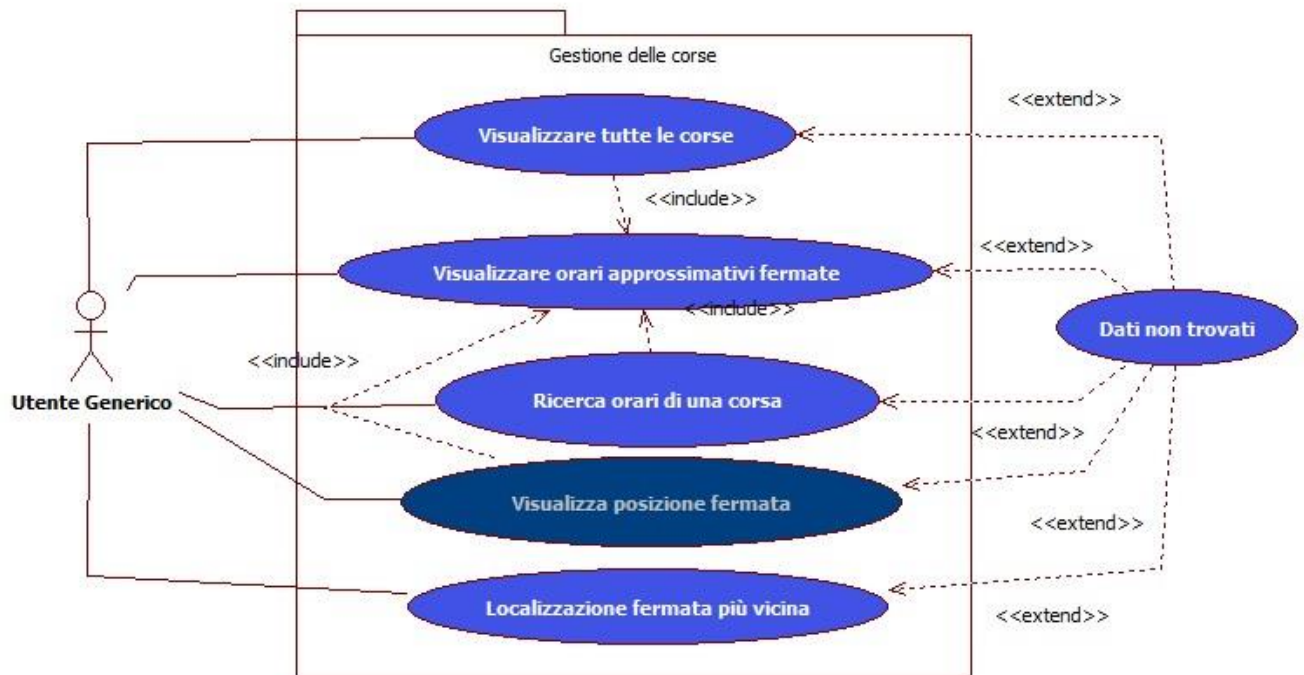 Gestione delle corse
<<extend>>
Visualizzare tutte le corse
<<include>>
<<extend>>
Visualizzare orari approssimativi fermate
<<include>>
Dati non trovati
<<include>>
Utente Generico
Ricerca orari di una corsa
<<extend>>
Visualizza posizione fermata
<<extend>>
Localizzazione fermata più vicina
<<extend>>